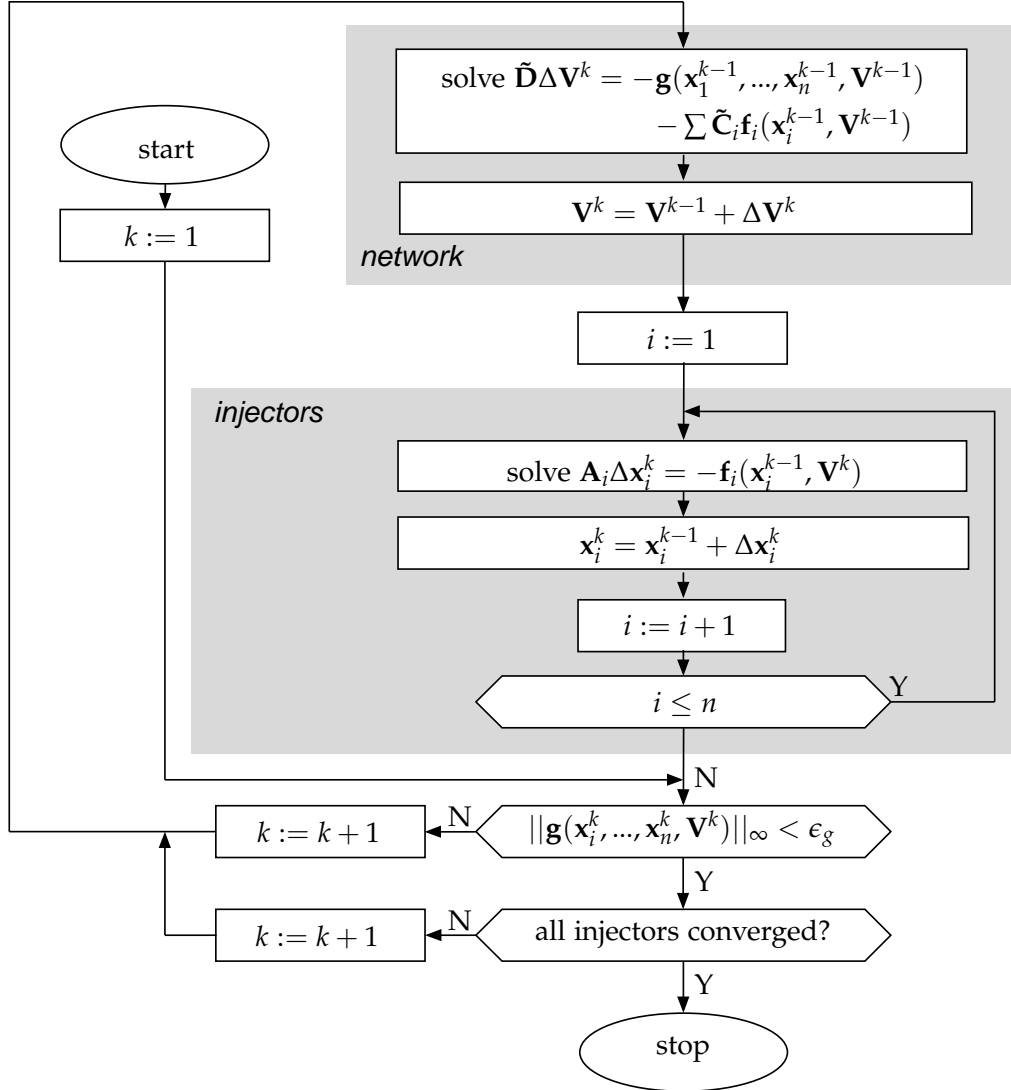 solve D̃ΔV^k = −g(x_1^{k−1}, ..., x_n^{k−1}, V^{k−1})
− ∑ C̃_i f_i(x_i^{k−1}, V^{k−1})
start
V^k = V^{k−1} + ΔV^k
k := 1
network
i := 1
injectors
solve A_i Δx_i^k = −f_i(x_i^{k−1}, V^k)
x_i^k = x_i^{k−1} + Δx_i^k
i := i + 1
i ≤ n
Y
N
||g(x_i^k, ..., x_n^k, V^k)||_∞ < ϵ_g
N
k := k + 1
Y
all injectors converged?
N
k := k + 1
Y
stop